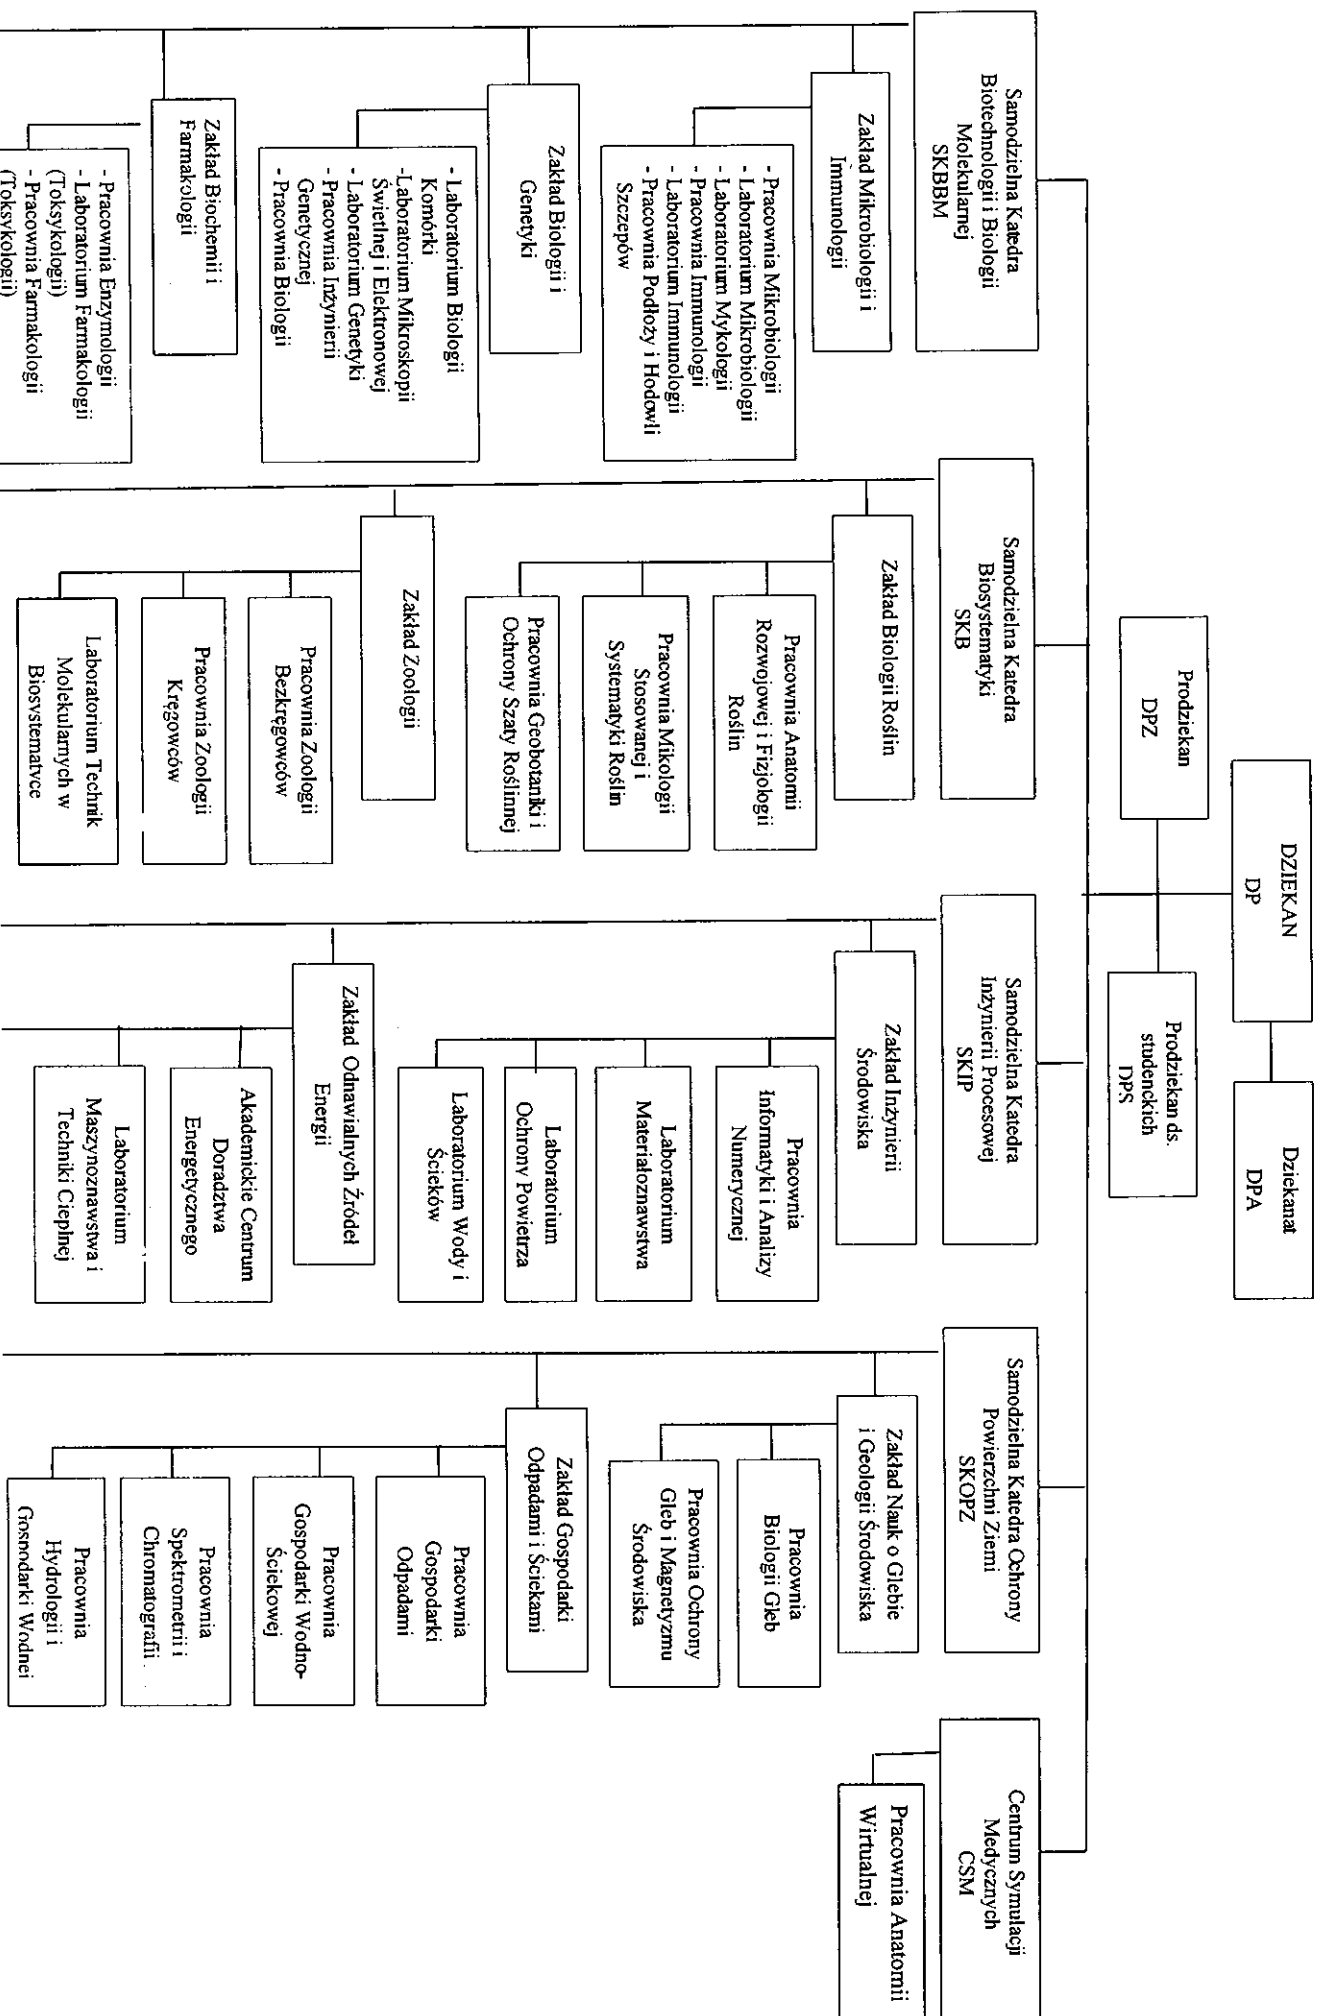 DZIEKAN
DP
Dziekanat
DPA
Prodziekan
DPZ
Prodziekan ds.
studenckich
DPS
Samodzielna Katedra
Biotechnologii i Biologii
Molekularnej
SKBBM
Zakład Mikrobiologii i
Immunologii
- Pracownia Mikrobiologii
- Laboratorium Mikrobiologii
- Laboratorium Mykologii
- Pracownia Immunologii
- Laboratorium Immunologii
- Pracownia Podłoży i Hodowli
Szczepów
Zakład Biologii i
Genetyki
- Laboratorium Biologii
Komórki
-Laboratorium Mikroskopii
Świetlnej i Elektronowej
- Laboratorium Genetyki
- Pracownia Inżynierii
Genetycznej
- Pracownia Biologii
Zakład Biochemii i
Farmakologii
- Pracownia Enzymologii
- Laboratorium Farmakologii
(Toksykologii)
- Pracownia Farmakologii
(Toksykologii)
Samodzielna Katedra
Biosystematyki
SKB
Zakład Biologii Roślin
Pracownia Anatomii
Rozwojowej i Fizjologii
Roślin
Pracownia Mikologii
Stosowanej i
Systematyki Roślin
Pracownia Geobotaniki i
Ochrony Szaty Roślinnej
Zakład Zoologii
Pracownia Zoologii
Bezkręgowców
Pracownia Zoologii
Kręgowców
Laboratorium Technik
Molekularnych w
Biosystematyce
Samodzielna Katedra
Inżynierii Procesowej
SKIP
Zakład Inżynierii
Środowiska
Pracownia
Informatyki i Analizy
Numerycznej
Laboratorium
Materiałoznawstwa
Laboratorium
Ochrony Powietrza
Laboratorium Wody i
Ścieków
Zakład Odnawialnych Źródeł
Energii
Akademickie Centrum
Doradztwa
Energetycznego
Laboratorium
Maszynoznawstwa i
Techniki Cieplnej
Samodzielna Katedra Ochrony
Powierzchni Ziemi
SKOPZ
Zakład Nauk o Glebie
i Geologii Środowiska
Pracownia
Biologii Gleb
Pracownia Ochrony
Gleb i Magnetyzmu
Środowiska
Zakład Gospodarki
Odpadami i Ściekami
Pracownia
Gospodarki
Odpadami
Pracownia
Gospodarki Wodno-
Ściekowej
Pracownia
Spektrometrii i
Chromatografii
Pracownia
Hydrologii i
Gospodarki Wodnej
Centrum Symulacji
Medycznych
CSM
Pracownia Anatomii
Wirtualnej